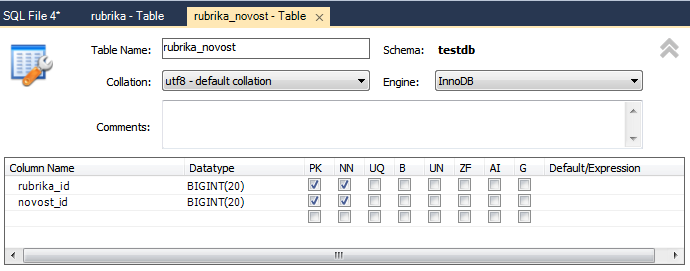 SQL File 4* rubrika - Table rubrika_novost - Table
Table Name: rubrika_novost Schema: testdb
Collation: utf8 - default collation Engine: InnoDB
Comments:
Column Name Datatype PK NN UQ B UN ZF AI G Default/Expression
rubrika_id BIGINT(20)
novost_id BIGINT(20)